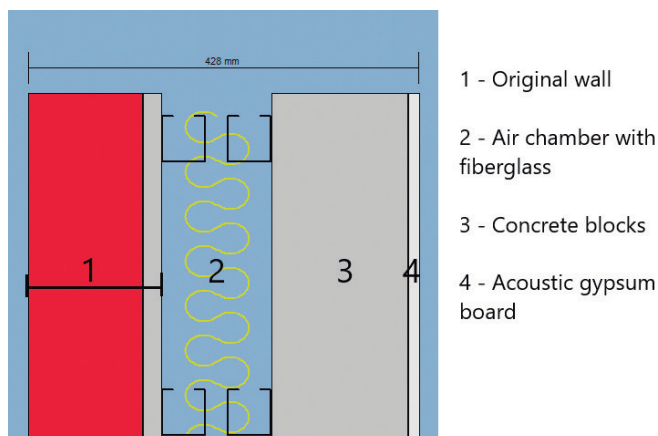 428 mm
1 - Original wall
2 - Air chamber with
fiberglass
3 - Concrete blocks
4 - Acoustic gypsum
board
1
2
3
4